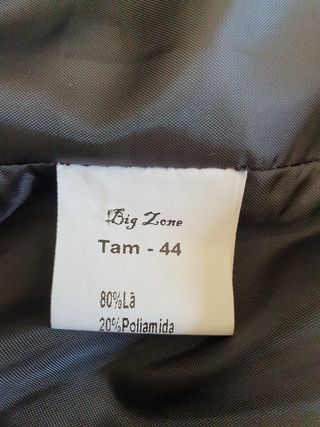 Big Zone
Tam - 44
80%Lã
20%Poliamida